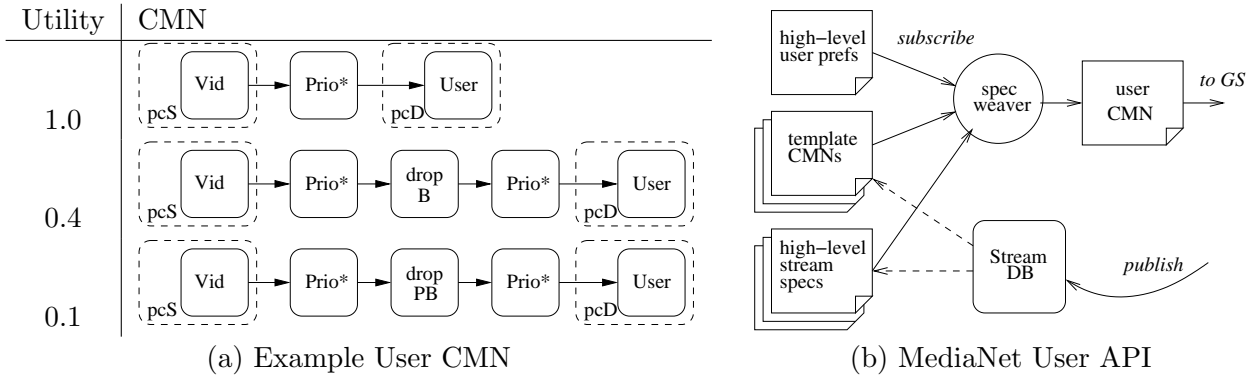 Utility CMN
Vid Prio* User
pcS pcD
1.0
Vid Prio* drop B Prio* User
pcS pcD
0.4
Vid Prio* drop PB Prio* User
pcS pcD
0.1
(a) Example User CMN
high-level
user prefs
subscribe
spec
weaver
user
CMN
to GS
template
CMNs
high-level
stream
specs
Stream
DB
publish
(b) MediaNet User API